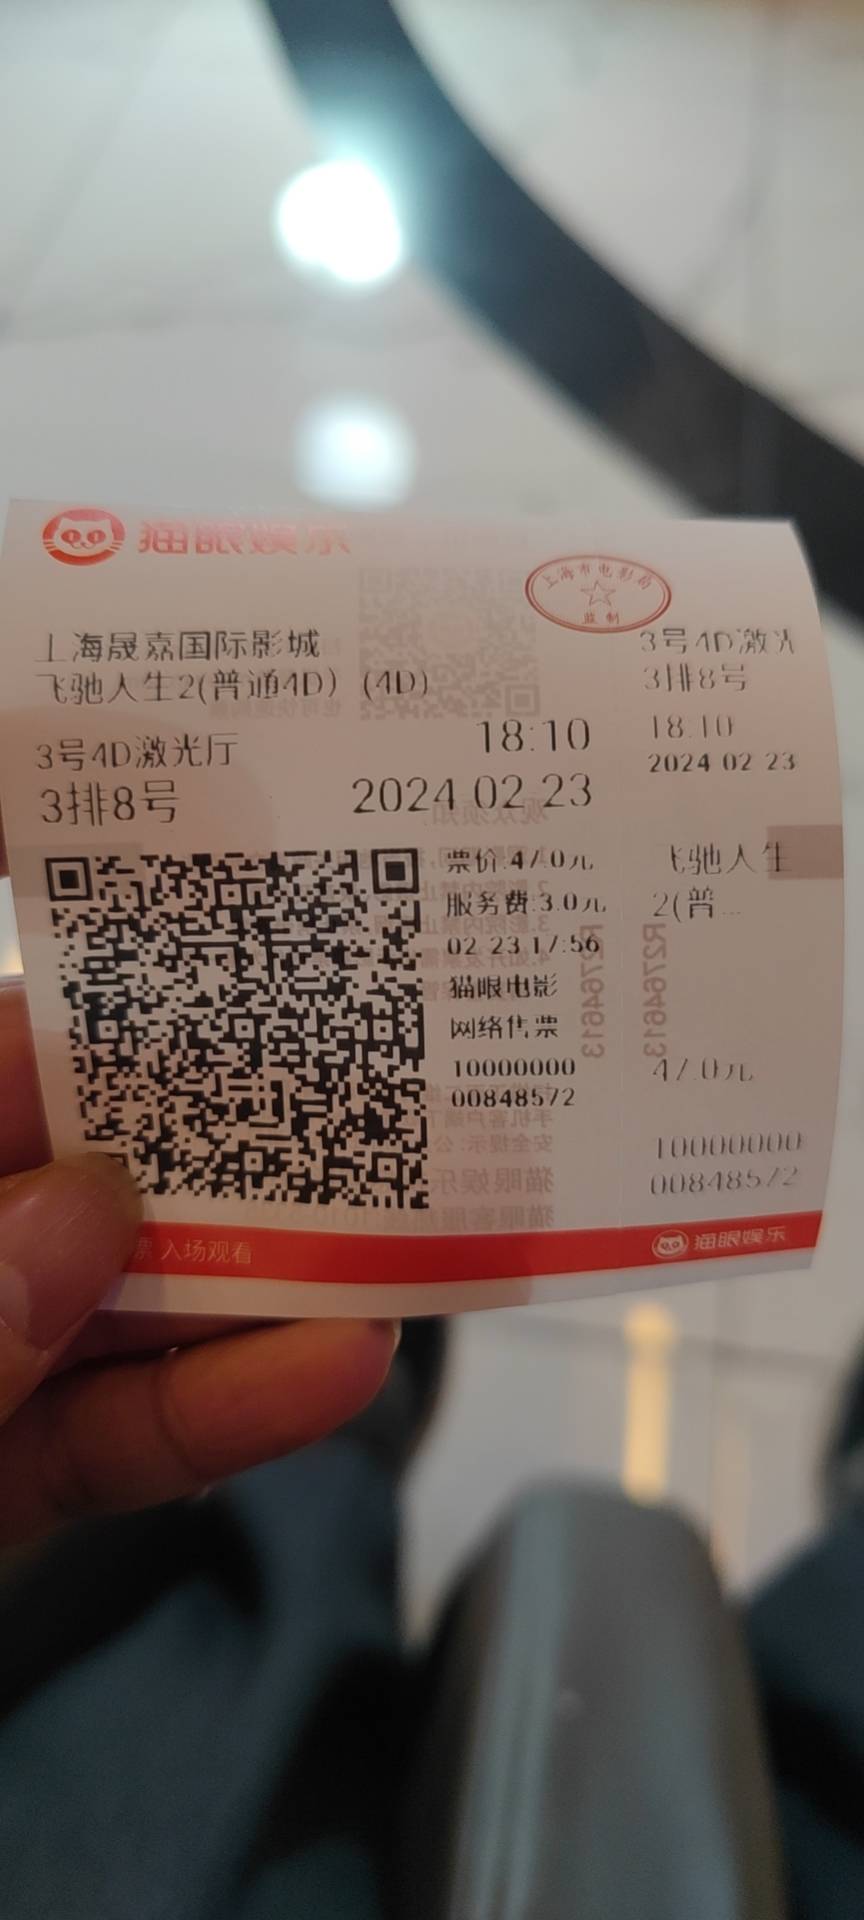 猫眼娱乐
上海市电影局
监制
上海晟嘉国际影城
飞驰人生2(普通4D) (4D)
3号4D激光厅
18:10
3排8号
2024 02 23
票价:47.0元
服务费:3.0元
02 23 17:56
猫眼电影
网络售票
10000000
00848572
3号4D激光
3排8号
18:10
2024 02 23
飞驰人生
2(普...
47.0元
10000000
00848572
R2764613
R2764613
票 入场观看
猫眼娱乐